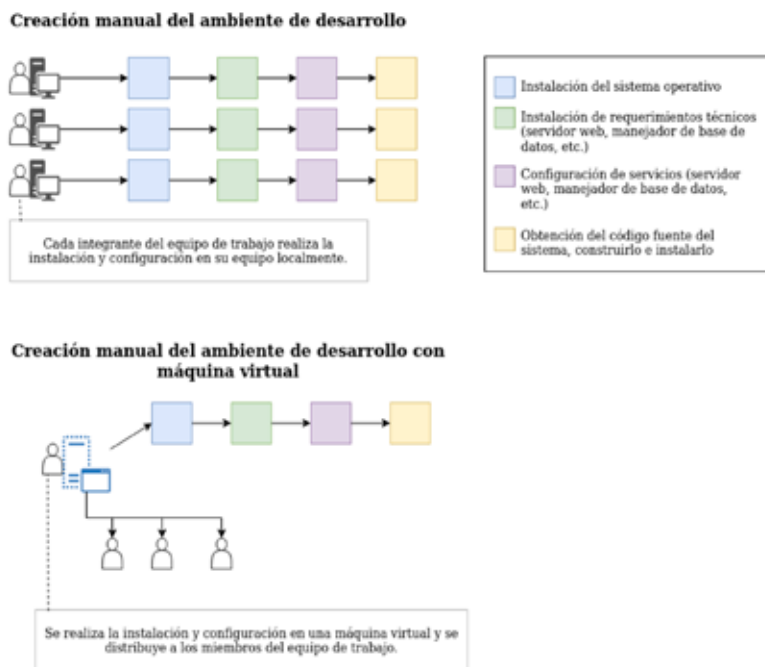 Creación manual del ambiente de desarrollo
Instalación del sistema operativo
Instalación de requerimientos técnicos
(servidor web, manejador de base de
datos, etc.)
Configuración de servicios (servidor
web, manejador de base de datos,
etc.)
Obtención del código fuente del
sistema, construirlo e instalarlo
Cada integrante del equipo de trabajo realiza la
instalación y configuración en su equipo localmente.
Creación manual del ambiente de desarrollo con
máquina virtual
Se realiza la instalación y configuración en una máquina virtual y se
distribuye a los miembros del equipo de trabajo.